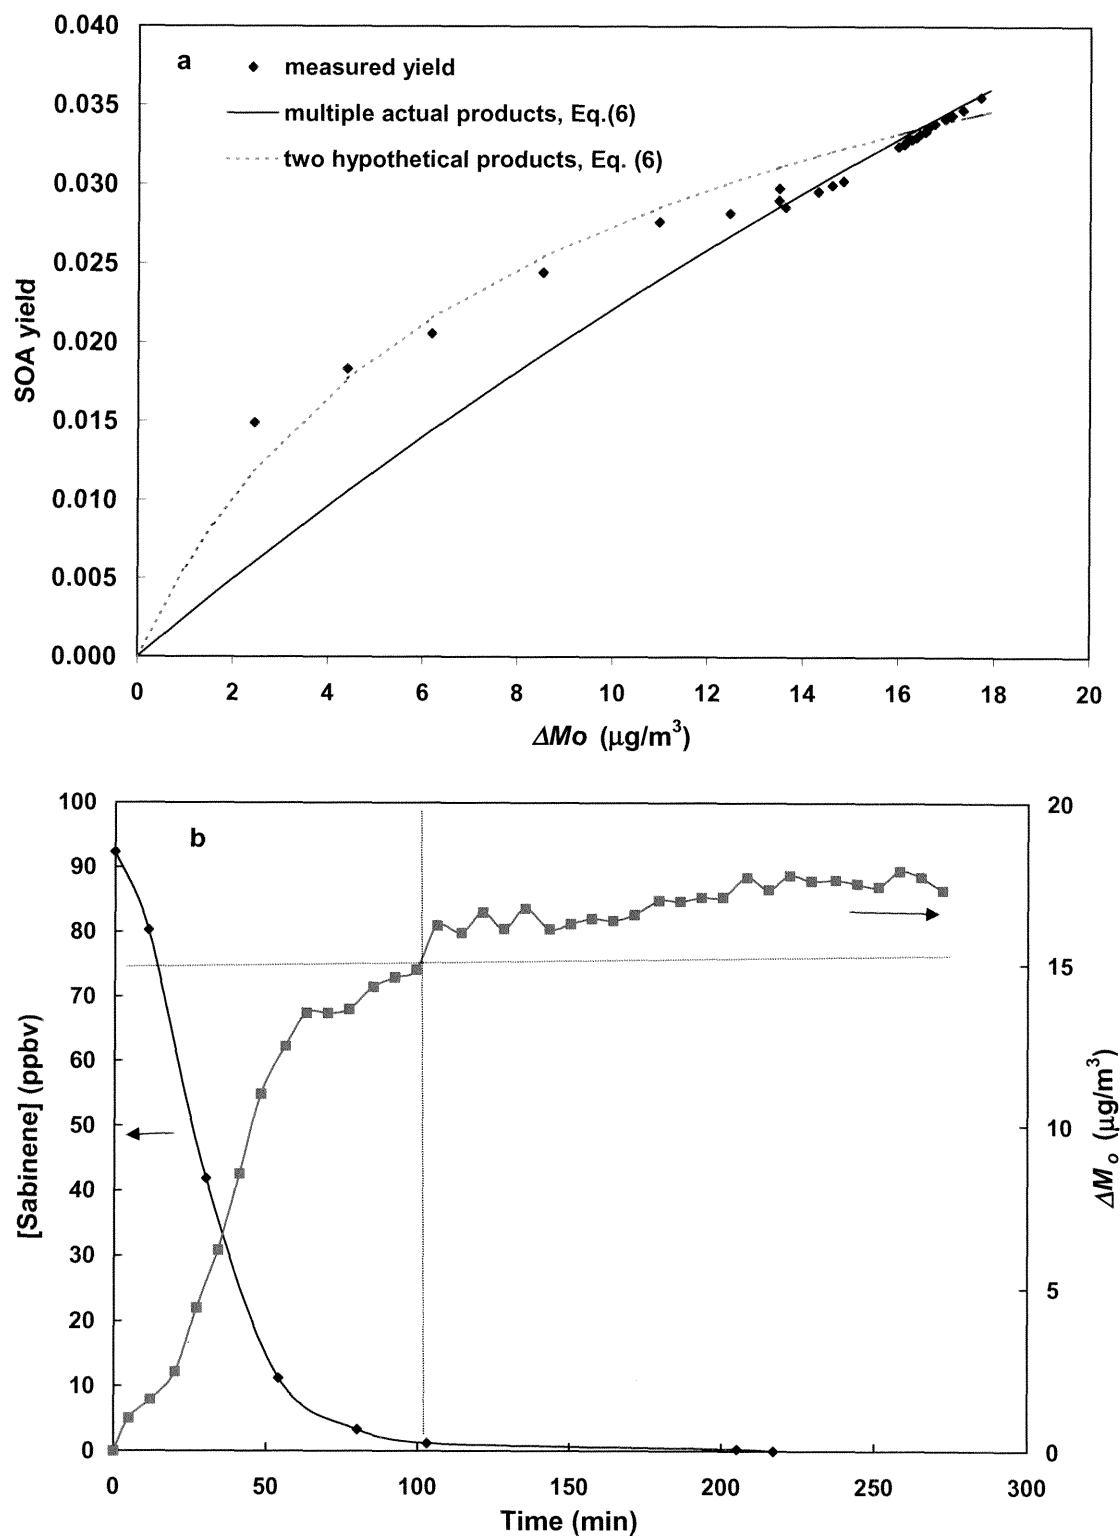 0.040
0.035
0.030
0.025
0.020
0.015
0.010
0.005
0.000
SOA yield
a
measured yield
multiple actual products, Eq.(6)
two hypothetical products, Eq. (6)
0 2 4 6 8 10 12 14 16 18 20
ΔMo (µg/m³)
100
90
80
70
60
50
40
30
20
10
0
[Sabinene] (ppbv)
b
20
15
10
5
0
ΔMₒ (µg/m³)
0 50 100 150 200 250 300
Time (min)